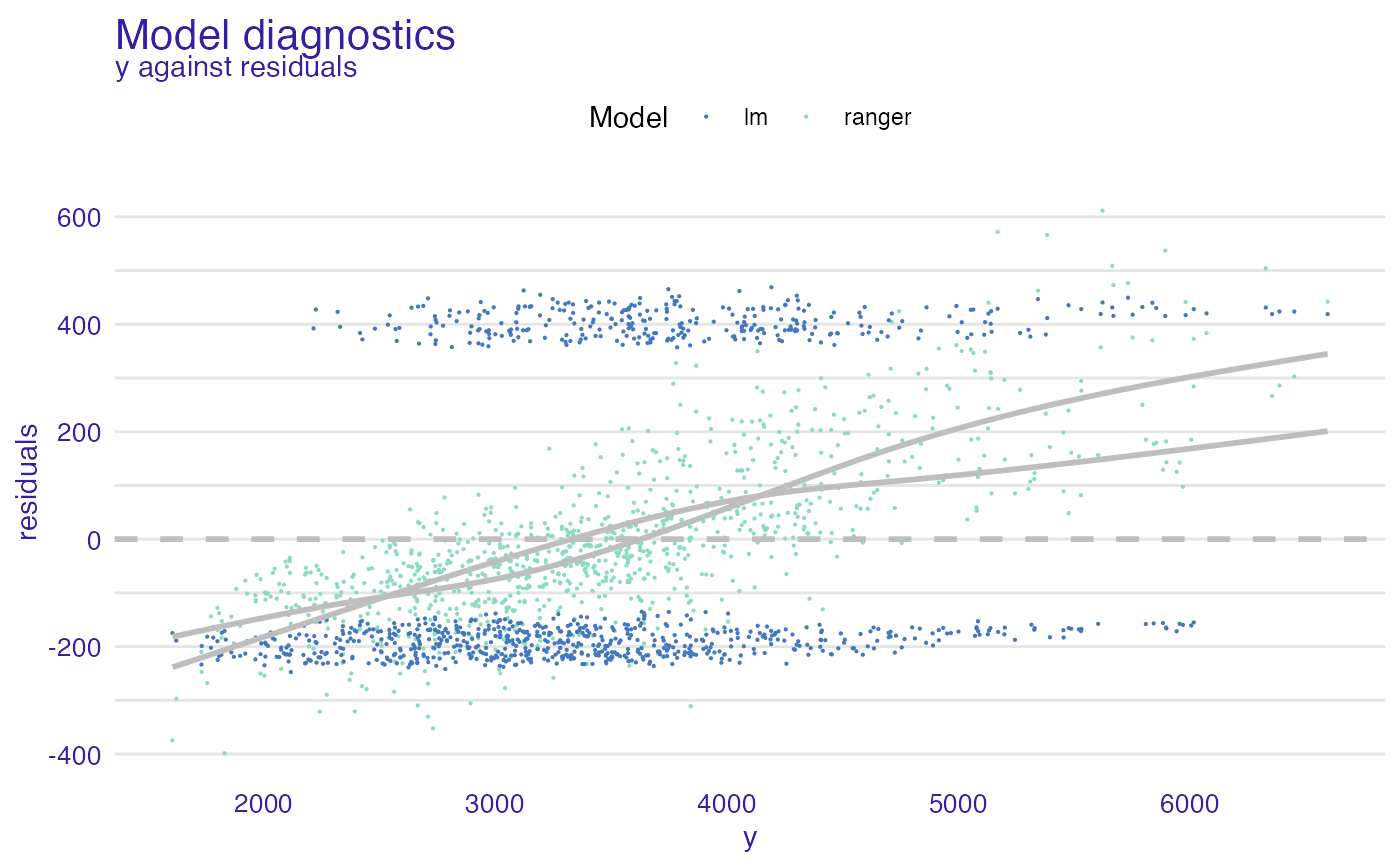 Model diagnostics
y against residuals
Model lm ranger
600
400
200
0
-200
-400
residuals
2000 3000 4000 5000 6000
y